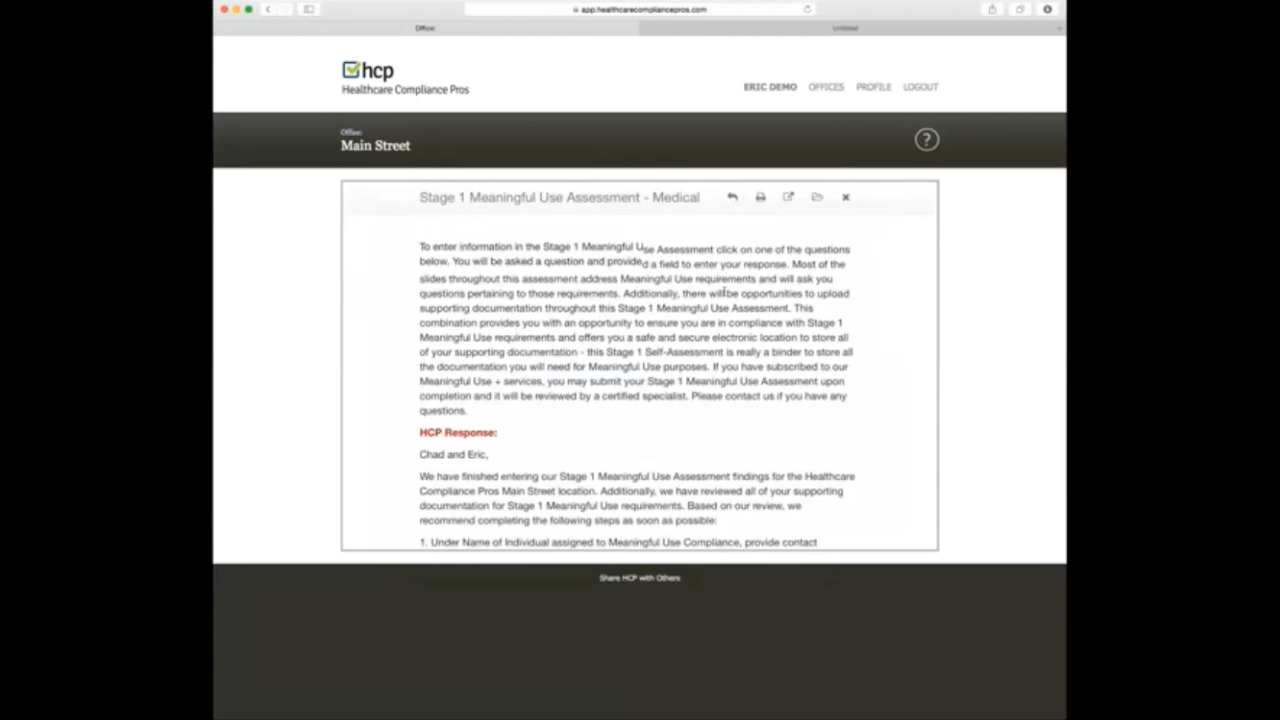 app.healthcarecompliancepros.com
Office:
Untitled
hcp
Healthcare Compliance Pros
ERIC DEMO OFFICES PROFILE LOGOUT
Office:
Main Street
?
Stage 1 Meaningful Use Assessment - Medical
To enter information in the Stage 1 Meaningful Use Assessment click on one of the questions
below. You will be asked a question and provided a field to enter your response. Most of the
slides throughout this assessment address Meaningful Use requirements and will ask you
questions pertaining to those requirements. Additionally, there will be opportunities to upload
supporting documentation throughout this Stage 1 Meaningful Use Assessment. This
combination provides you with an opportunity to ensure you are in compliance with Stage 1
Meaningful Use requirements and offers you a safe and secure electronic location to store all
of your supporting documentation - this Stage 1 Self-Assessment is really a binder to store all
the documentation you will need for Meaningful Use purposes. If you have subscribed to our
Meaningful Use + services, you may submit your Stage 1 Meaningful Use Assessment upon
completion and it will be reviewed by a certified specialist. Please contact us if you have any
questions.
HCP Response:
Chad and Eric,
We have finished entering our Stage 1 Meaningful Use Assessment findings for the Healthcare
Compliance Pros Main Street location. Additionally, we have reviewed all of your supporting
documentation for Stage 1 Meaningful Use requirements. Based on our review, we
recommend completing the following steps as soon as possible:
1. Under Name of Individual assigned to Meaningful Use Compliance, provide contact
Share HCP with Others